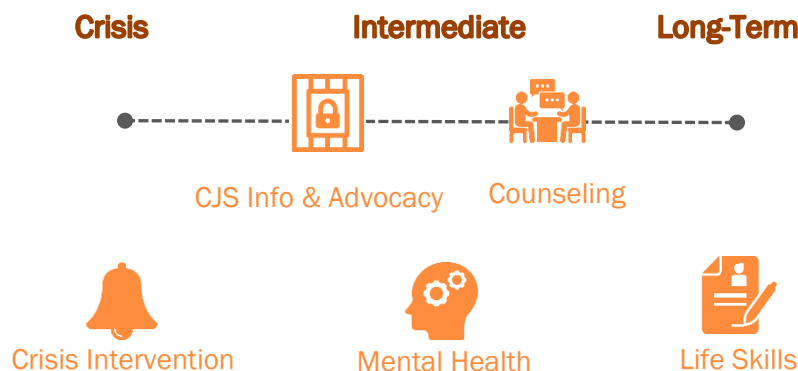 Crisis
Intermediate
Long-Term
CJS Info & Advocacy
Counseling
Crisis Intervention
Mental Health
Life Skills